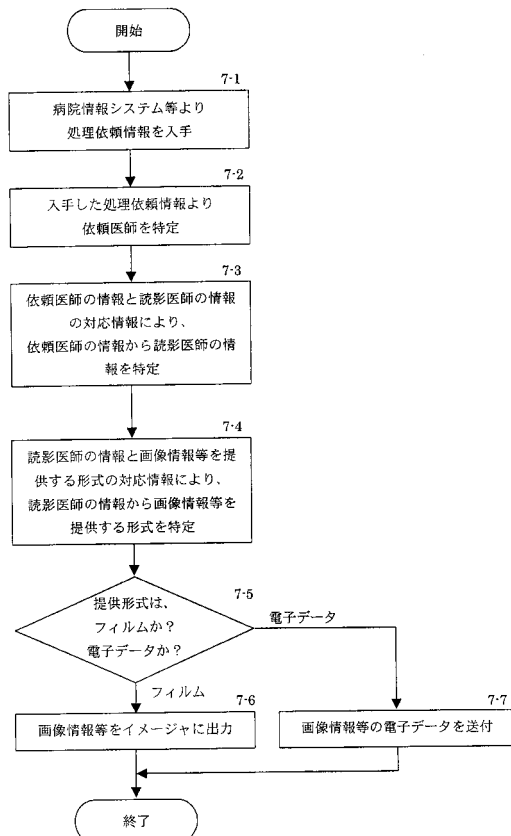 開始
7-1
病院情報システム等より
処理依頼情報を入手
7-2
入手した処理依頼情報より
依頼医師を特定
7-3
依頼医師の情報と読影医師の情報
の対応情報により、
依頼医師の情報から読影医師の情
報を特定
7-4
読影医師の情報と画像情報等を提
供する形式の対応情報により、
読影医師の情報から画像情報等を
提供する形式を特定
7-5
提供形式は、
フィルムか?
電子データか?
電子データ
フィルム
7-6
画像情報等をイメージャに出力
7-7
画像情報等の電子データを送付
終了